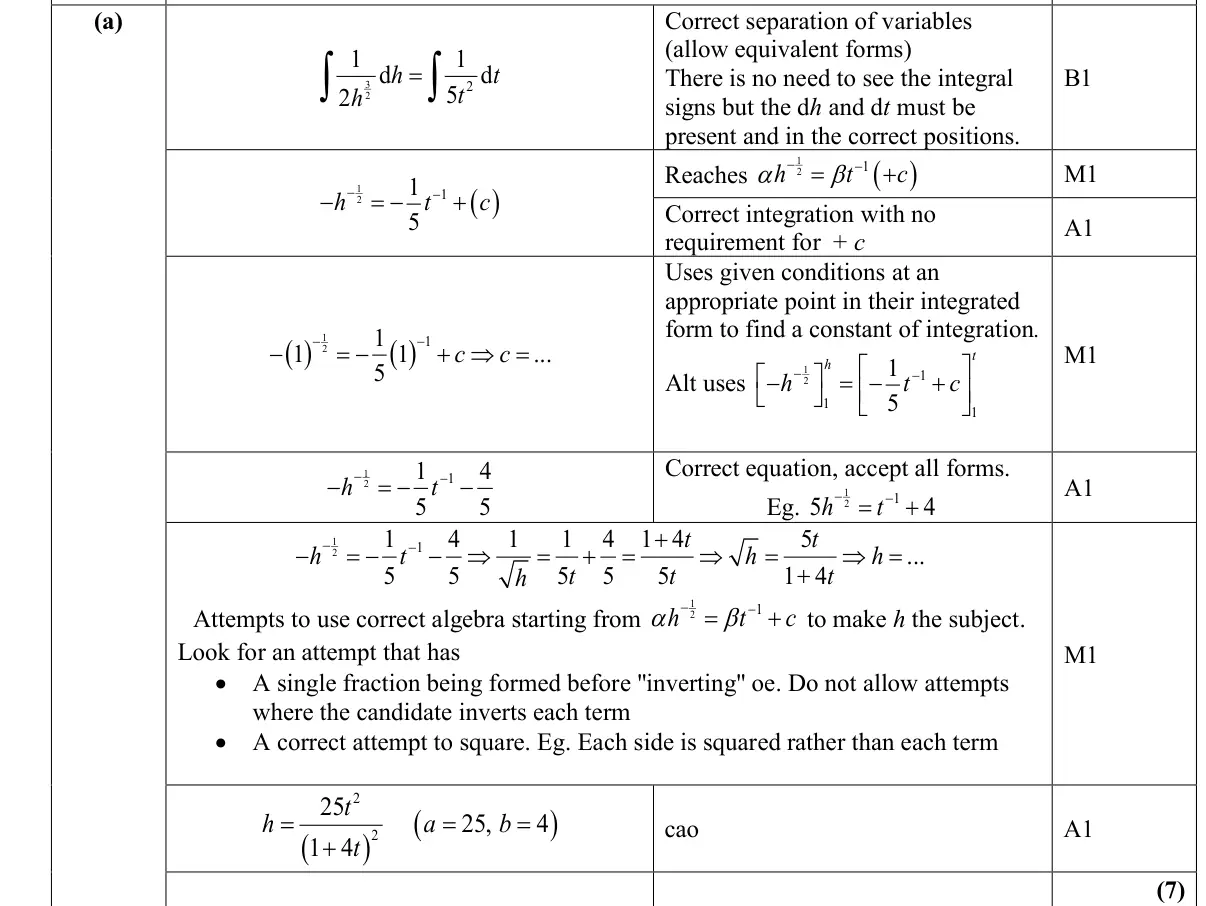 (a)
∫ 1/(2h^(3/2)) dh = ∫ 1/(5t²) dt
Correct separation of variables
(allow equivalent forms)
There is no need to see the integral
signs but the dh and dt must be
present and in the correct positions.
B1
−h^(−1/2) = −(1/5)t^(−1) + (c)
Reaches αh^(−1/2) = βt^(−1) (+c)
M1
Correct integration with no
requirement for + c
A1
−(1)^(−1/2) = −(1/5)(1)^(−1) + c ⇒ c = ...
Uses given conditions at an
appropriate point in their integrated
form to find a constant of integration.
Alt uses [−h^(−1/2)]₁^h = [−(1/5)t^(−1) + c]₁^t
M1
−h^(−1/2) = −(1/5)t^(−1) − 4/5
Correct equation, accept all forms.
Eg. 5h^(−1/2) = t^(−1) + 4
A1
−h^(−1/2) = −(1/5)t^(−1) − 4/5 ⇒ 1/√h = 1/(5t) + 4/5 = (1+4t)/(5t) ⇒ √h = 5t/(1+4t) ⇒ h = ...
Attempts to use correct algebra starting from αh^(−1/2) = βt^(−1) + c to make h the subject.
Look for an attempt that has
• A single fraction being formed before "inverting" oe. Do not allow attempts
where the candidate inverts each term
• A correct attempt to square. Eg. Each side is squared rather than each term
M1
h = 25t²/(1+4t)² (a = 25, b = 4)
cao
A1
(7)